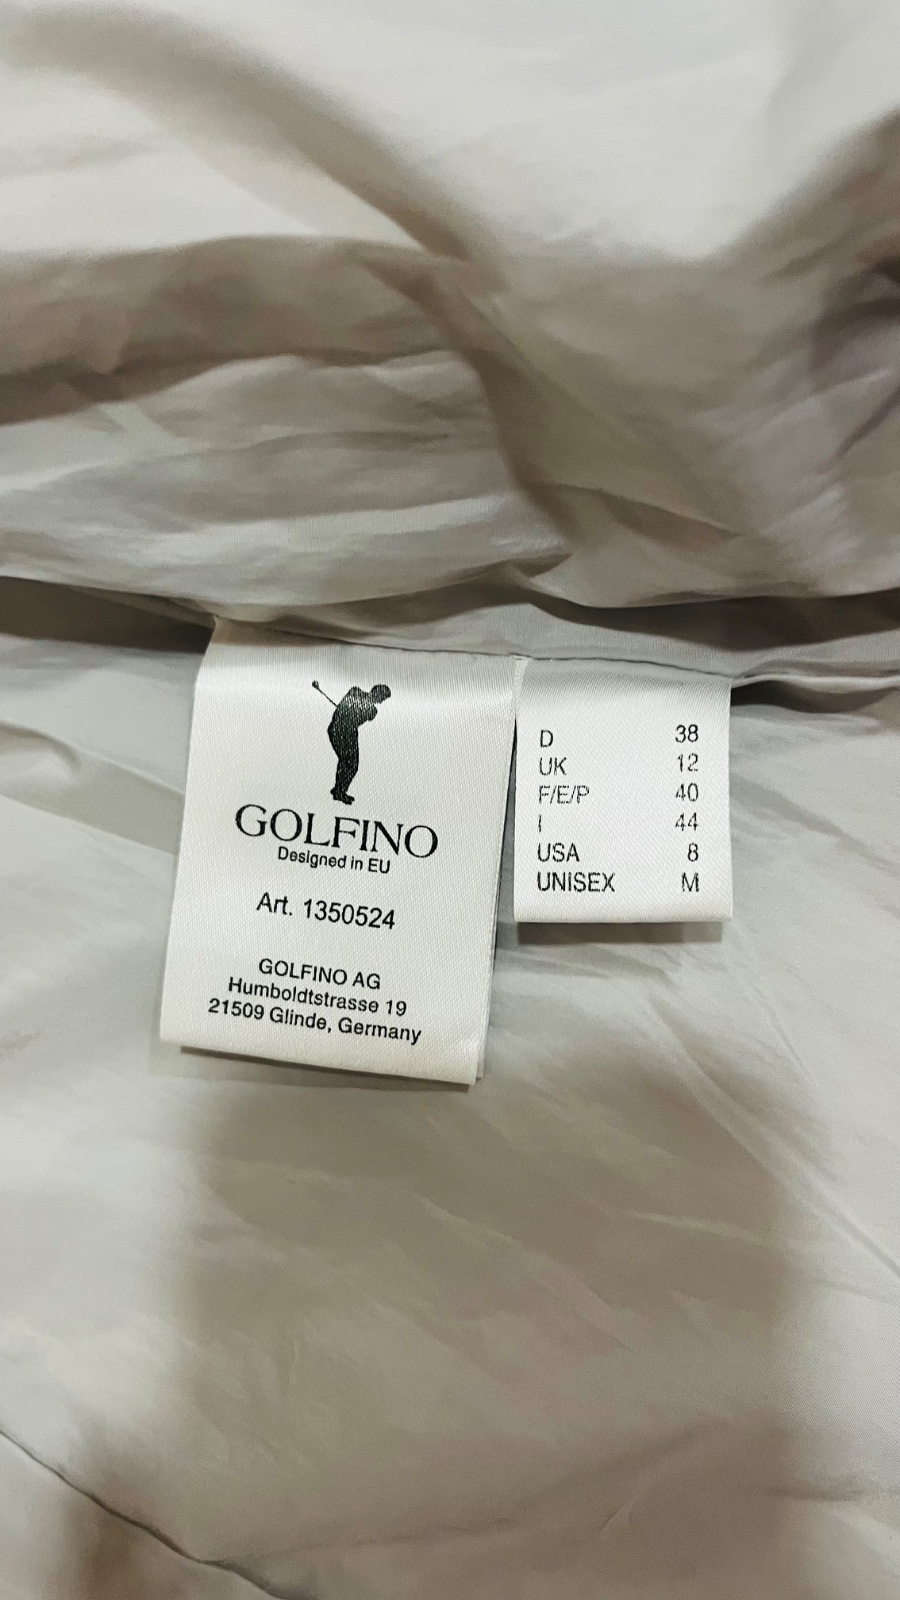 GOLFINO
Designed in EU
Art. 1350524
GOLFINO AG
Humboldtstrasse 19
21509 Glinde, Germany
D 38
UK 12
F/E/P 40
I 44
USA 8
UNISEX M